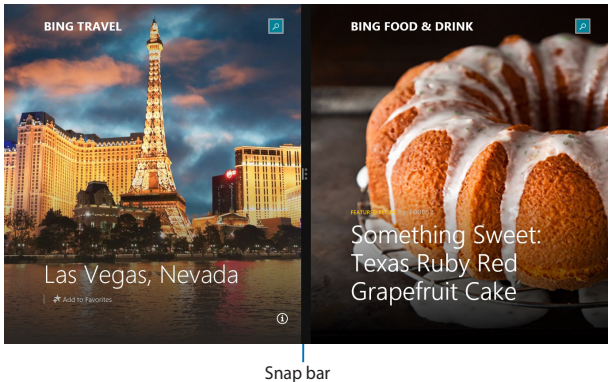 BING TRAVEL
Las Vegas, Nevada
Add to Favorites
BING FOOD & DRINK
Something Sweet:
Texas Ruby Red
Grapefruit Cake
Snap bar